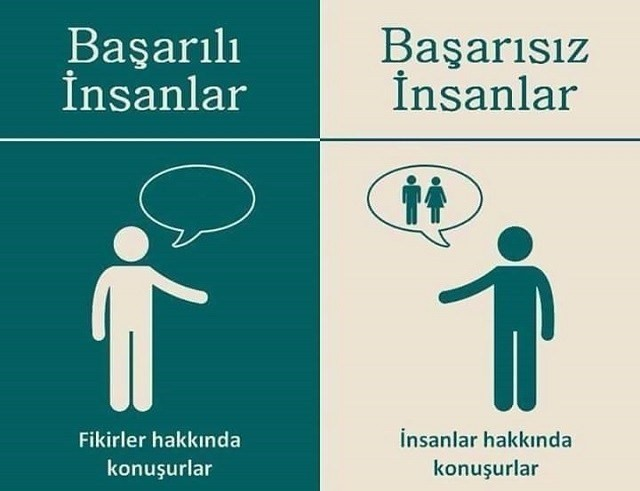 Başarılı
İnsanlar
Başarısız
İnsanlar
Fikirler hakkında
konuşurlar
İnsanlar hakkında
konuşurlar